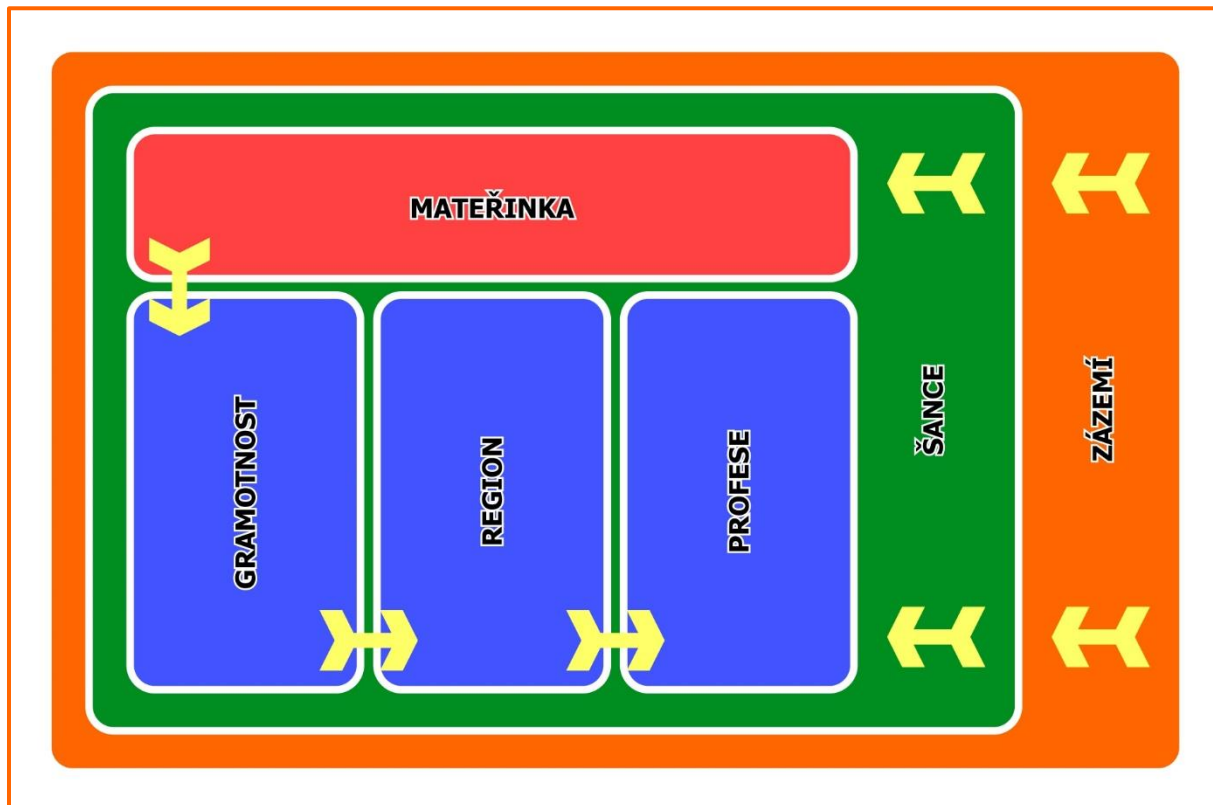 MATEŘINKA
GRAMOTNOST
REGION
PROFESE
ŠANCE
ZÁZEMÍ